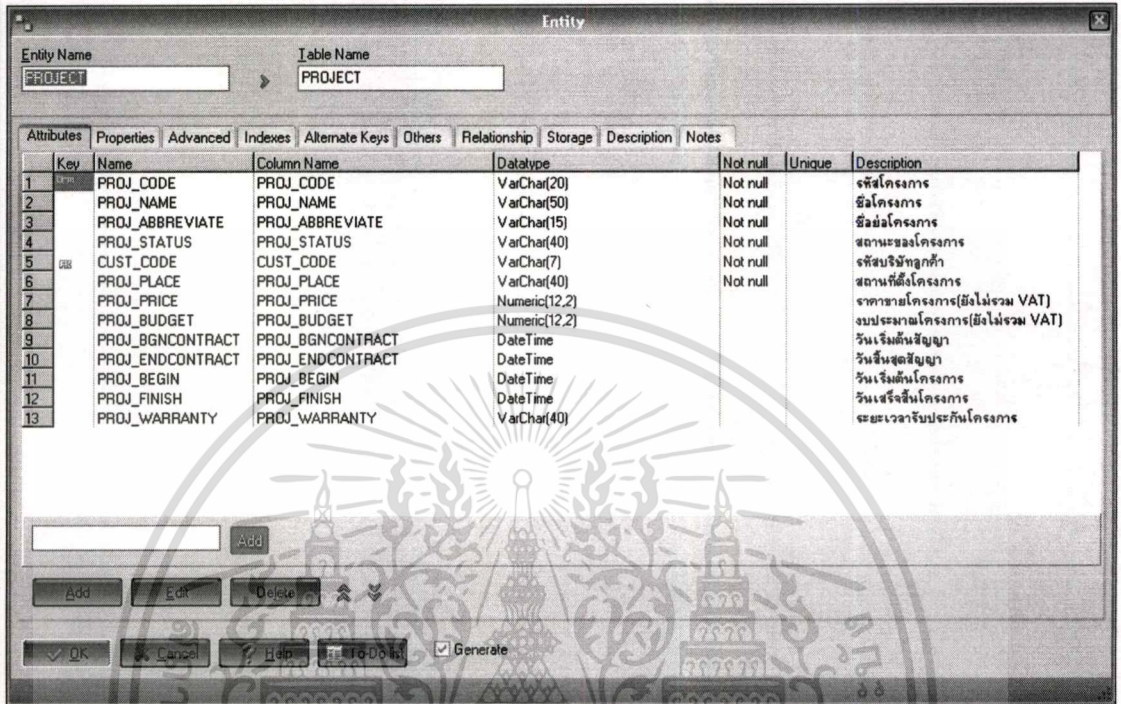 Entity
Entity Name Table Name
PROJECT PROJECT
Attributes Properties Advanced Indexes Alternate Keys Others Relationship Storage Description Notes
Key Name Column Name Datatype Not null Unique Description
1 PROJ_CODE PROJ_CODE VarChar(20) Not null รหัสโครงการ
2 PROJ_NAME PROJ_NAME VarChar(50) Not null ชื่อโครงการ
3 PROJ_ABBREVIATE PROJ_ABBREVIATE VarChar(15) Not null ชื่อย่อโครงการ
4 PROJ_STATUS PROJ_STATUS VarChar(40) Not null สถานะของโครงการ
5 CUST_CODE CUST_CODE VarChar(7) Not null รหัสบริษัทลูกค้า
6 PROJ_PLACE PROJ_PLACE VarChar(40) Not null สถานที่ตั้งโครงการ
7 PROJ_PRICE PROJ_PRICE Numeric(12,2) ราคาขายโครงการ(ยังไม่รวม VAT)
8 PROJ_BUDGET PROJ_BUDGET Numeric(12,2) งบประมาณโครงการ(ยังไม่รวม VAT)
9 PROJ_BGNCONTRACT PROJ_BGNCONTRACT DateTime วันเริ่มต้นสัญญา
10 PROJ_ENDCONTRACT PROJ_ENDCONTRACT DateTime วันสิ้นสุดสัญญา
11 PROJ_BEGIN PROJ_BEGIN DateTime วันเริ่มต้นโครงการ
12 PROJ_FINISH PROJ_FINISH DateTime วันเสร็จสิ้นโครงการ
13 PROJ_WARRANTY PROJ_WARRANTY VarChar(40) ระยะเวลารับประกันโครงการ
Add
Add Edit Delete
OK Cancel Help To-Do Generate